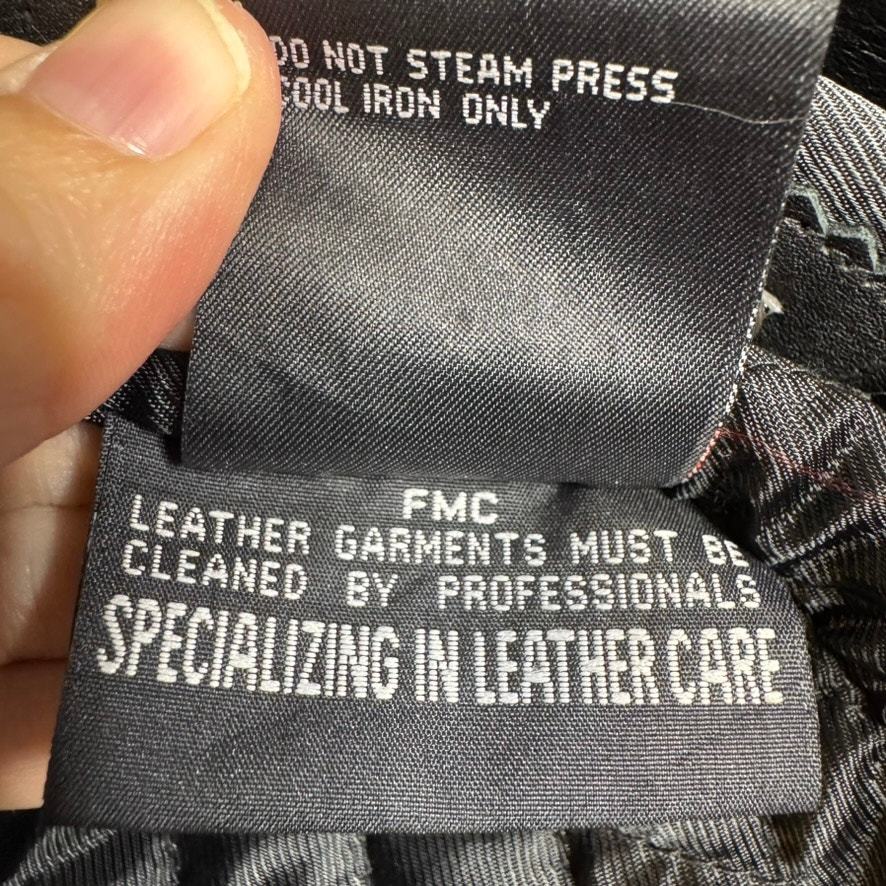 DO NOT STEAM PRESS
COOL IRON ONLY
FMC
LEATHER GARMENTS MUST BE
CLEANED BY PROFESSIONALS
SPECIALIZING IN LEATHER CARE